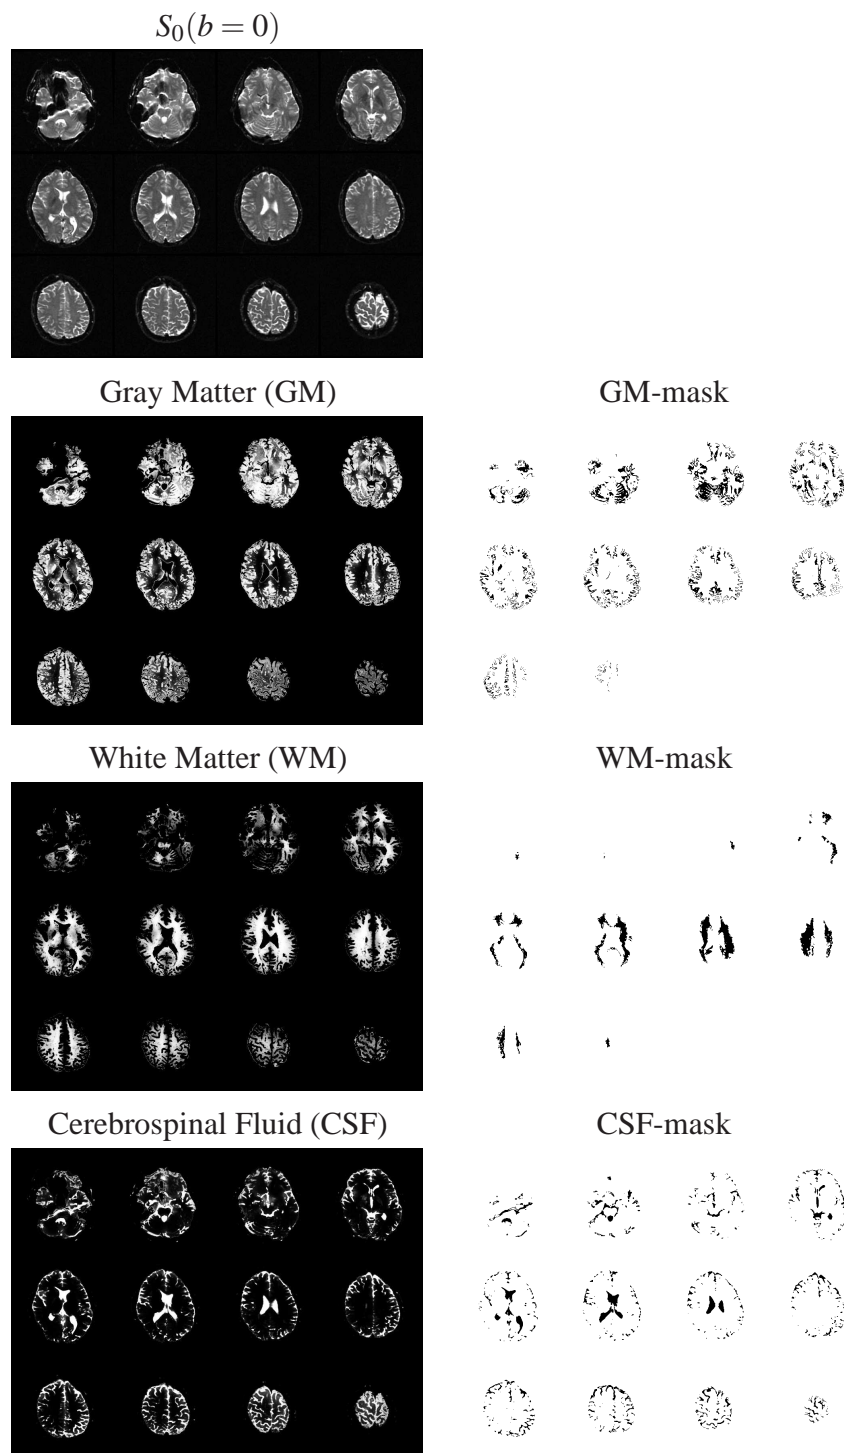 S₀(b = 0)
Gray Matter (GM)
GM-mask
White Matter (WM)
WM-mask
Cerebrospinal Fluid (CSF)
CSF-mask